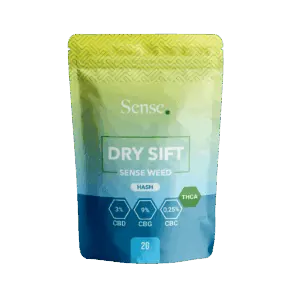 Sense.
DRY SIFT
SENSE WEED
HASH
THCA
3% 9% 0,25%
CBD CBG CBC
20